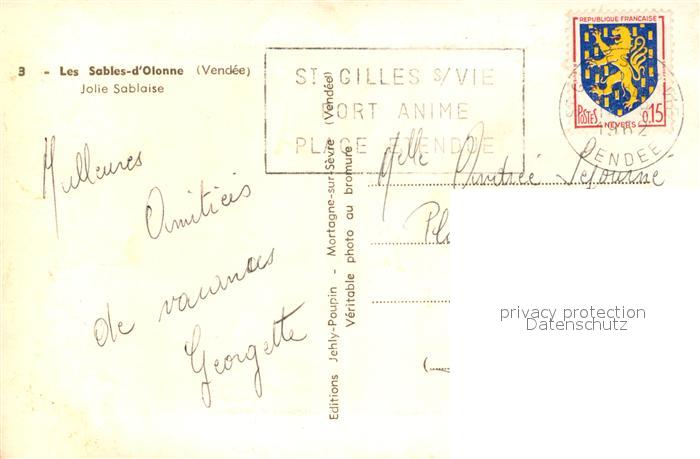 3 - Les Sables-d'Olonne (Vendée)
Jolie Sablaise
ST GILLES S/VIE
PORT ANIME
PLAGE ETENDUE
REPUBLIQUE FRANÇAISE
POSTES
NEVERS
0,15
VENDEE
Meilleures
Amitiés
de vacances
Georgette
Editions Jehly-Poupin - Mortagne-sur-Sèvre (Vendée)
Véritable photo au bromure
Melle Séjourné
privacy protection
Datenschutz